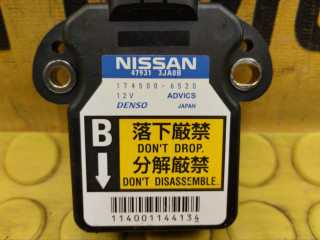 NISSAN
47931 3JA0B
174500-6520
12V ADVICS
DENSO JAPAN
B
落下厳禁
DON'T DROP.
分解厳禁
DON'T DISASSEMBLE.
114001144134